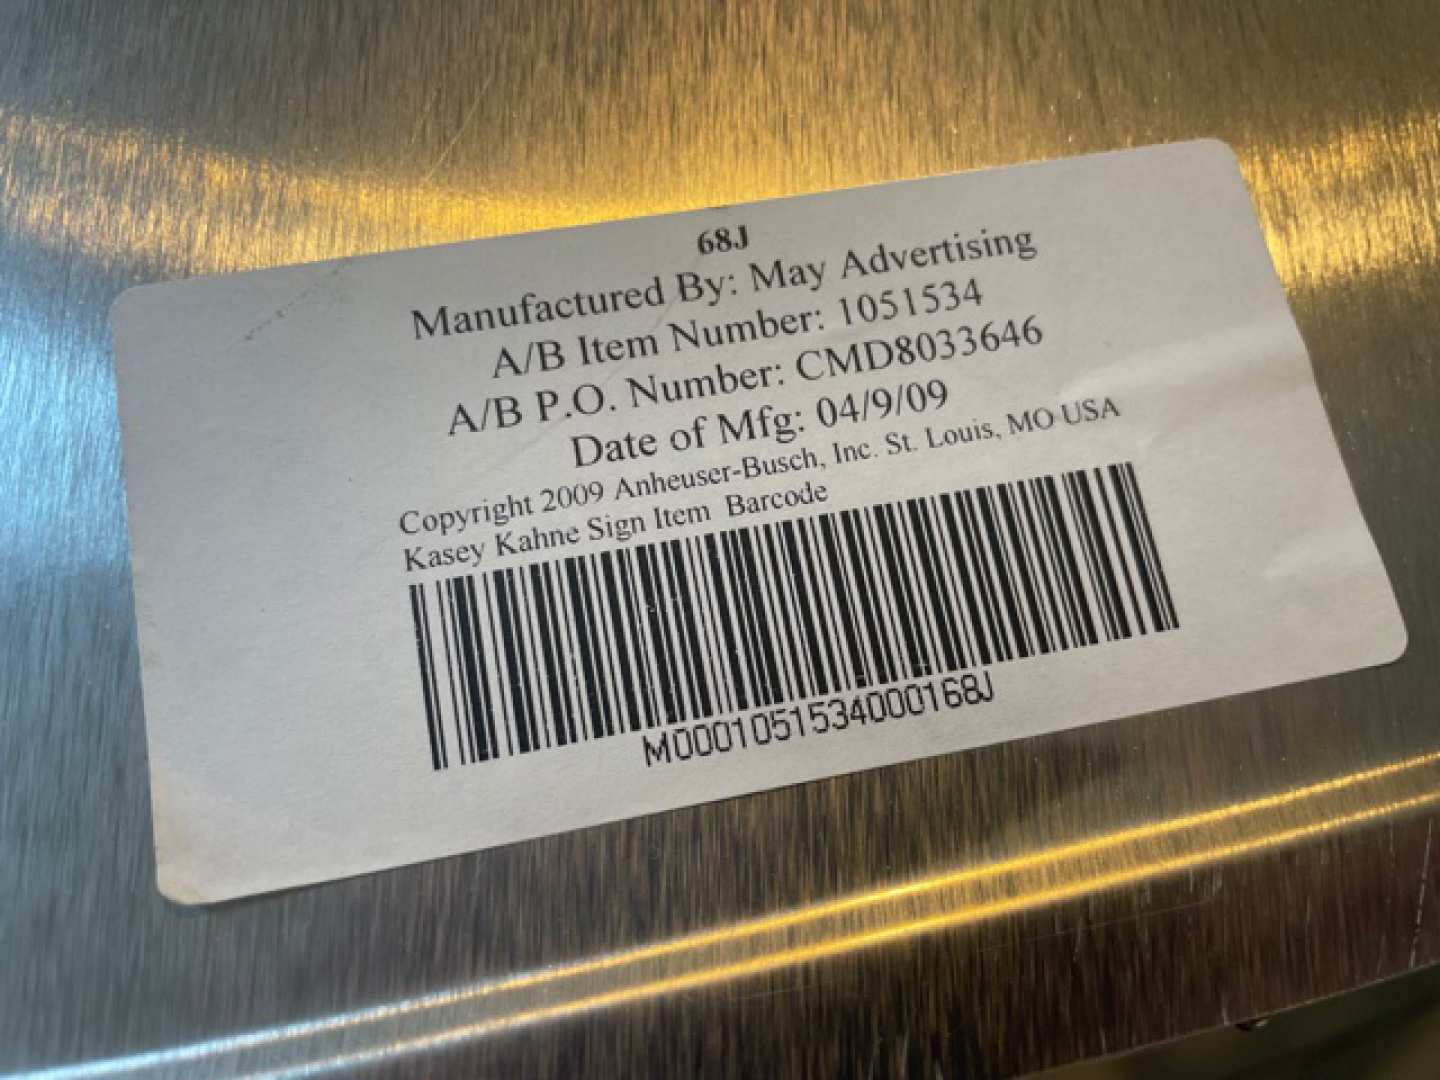 68J
Manufactured By: May Advertising
A/B Item Number: 1051534
A/B P.O. Number: CMD8033646
Date of Mfg: 04/9/09
Copyright 2009 Anheuser-Busch, Inc. St. Louis, MO USA
Kasey Kahne Sign Item Barcode
M0001051534000168J